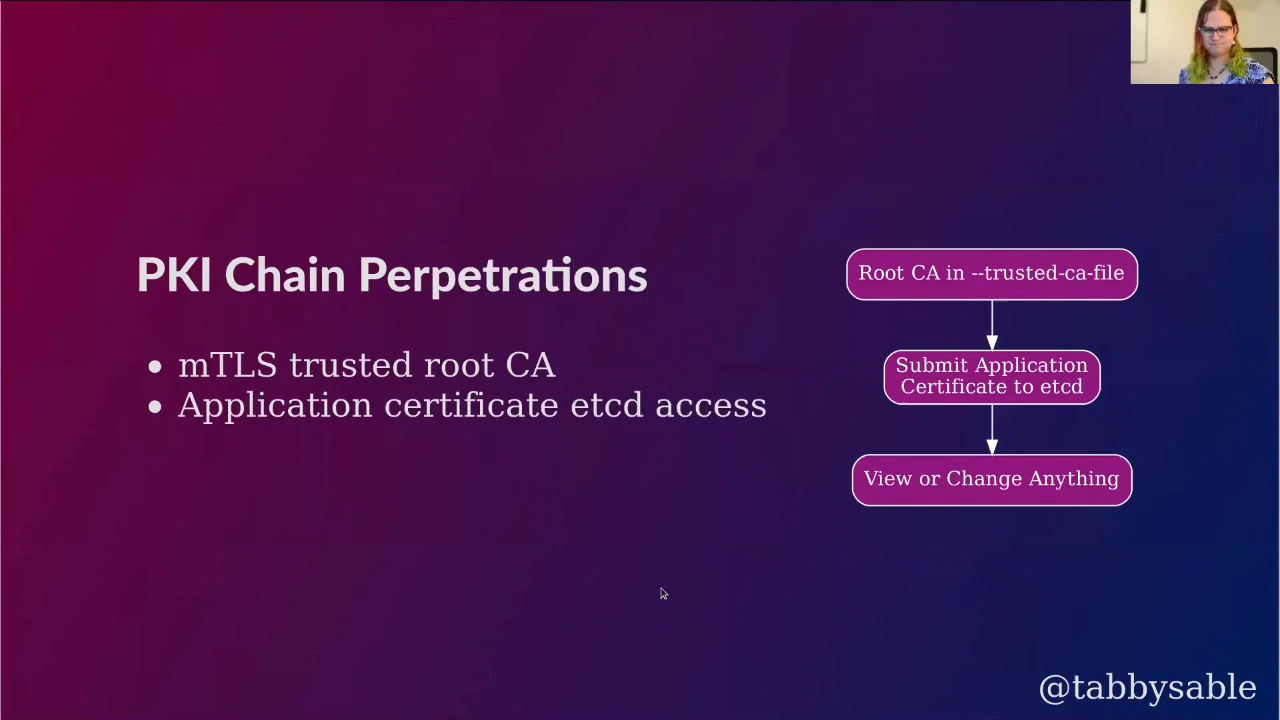 PKI Chain Perpetrations
• mTLS trusted root CA
• Application certificate etcd access
Root CA in --trusted-ca-file
Submit Application
Certificate to etcd
View or Change Anything
@tabbysable